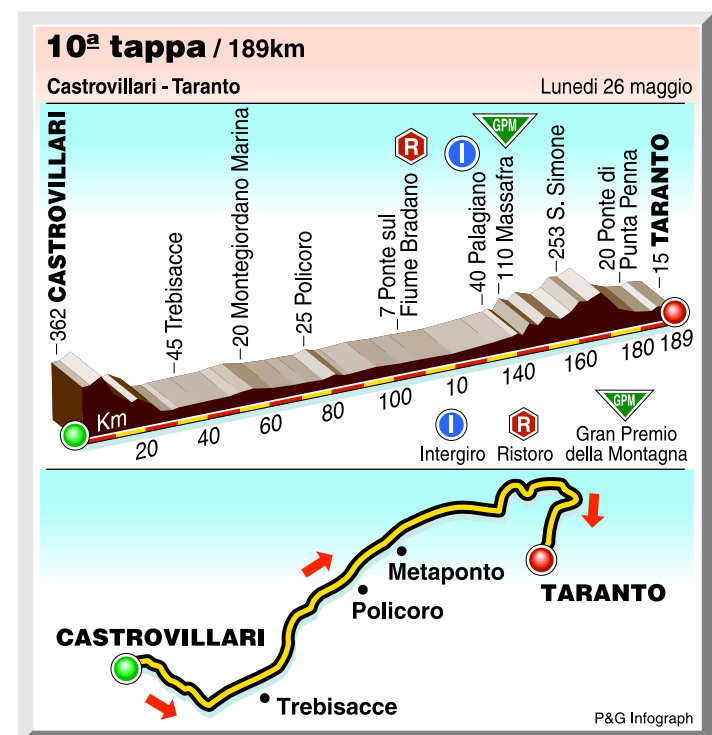 10ª tappa / 189km
Castrovillari - Taranto
Lunedi 26 maggio
362 CASTROVILLARI
45 Trebisacce
20 Montegiordano Marina
25 Policoro
7 Ponte sul
Fiume Bradano
R
I
40 Palagiano
GPM
110 Massafra
253 S. Simone
20 Ponte di
Punta Penna
15 TARANTO
Km
20
40
60
80
100
10
140
160
180
189
I
Intergiro
R
Ristoro
GPM
Gran Premio
della Montagna
Metaponto
TARANTO
Policoro
CASTROVILLARI
Trebisacce
P&G Infograph